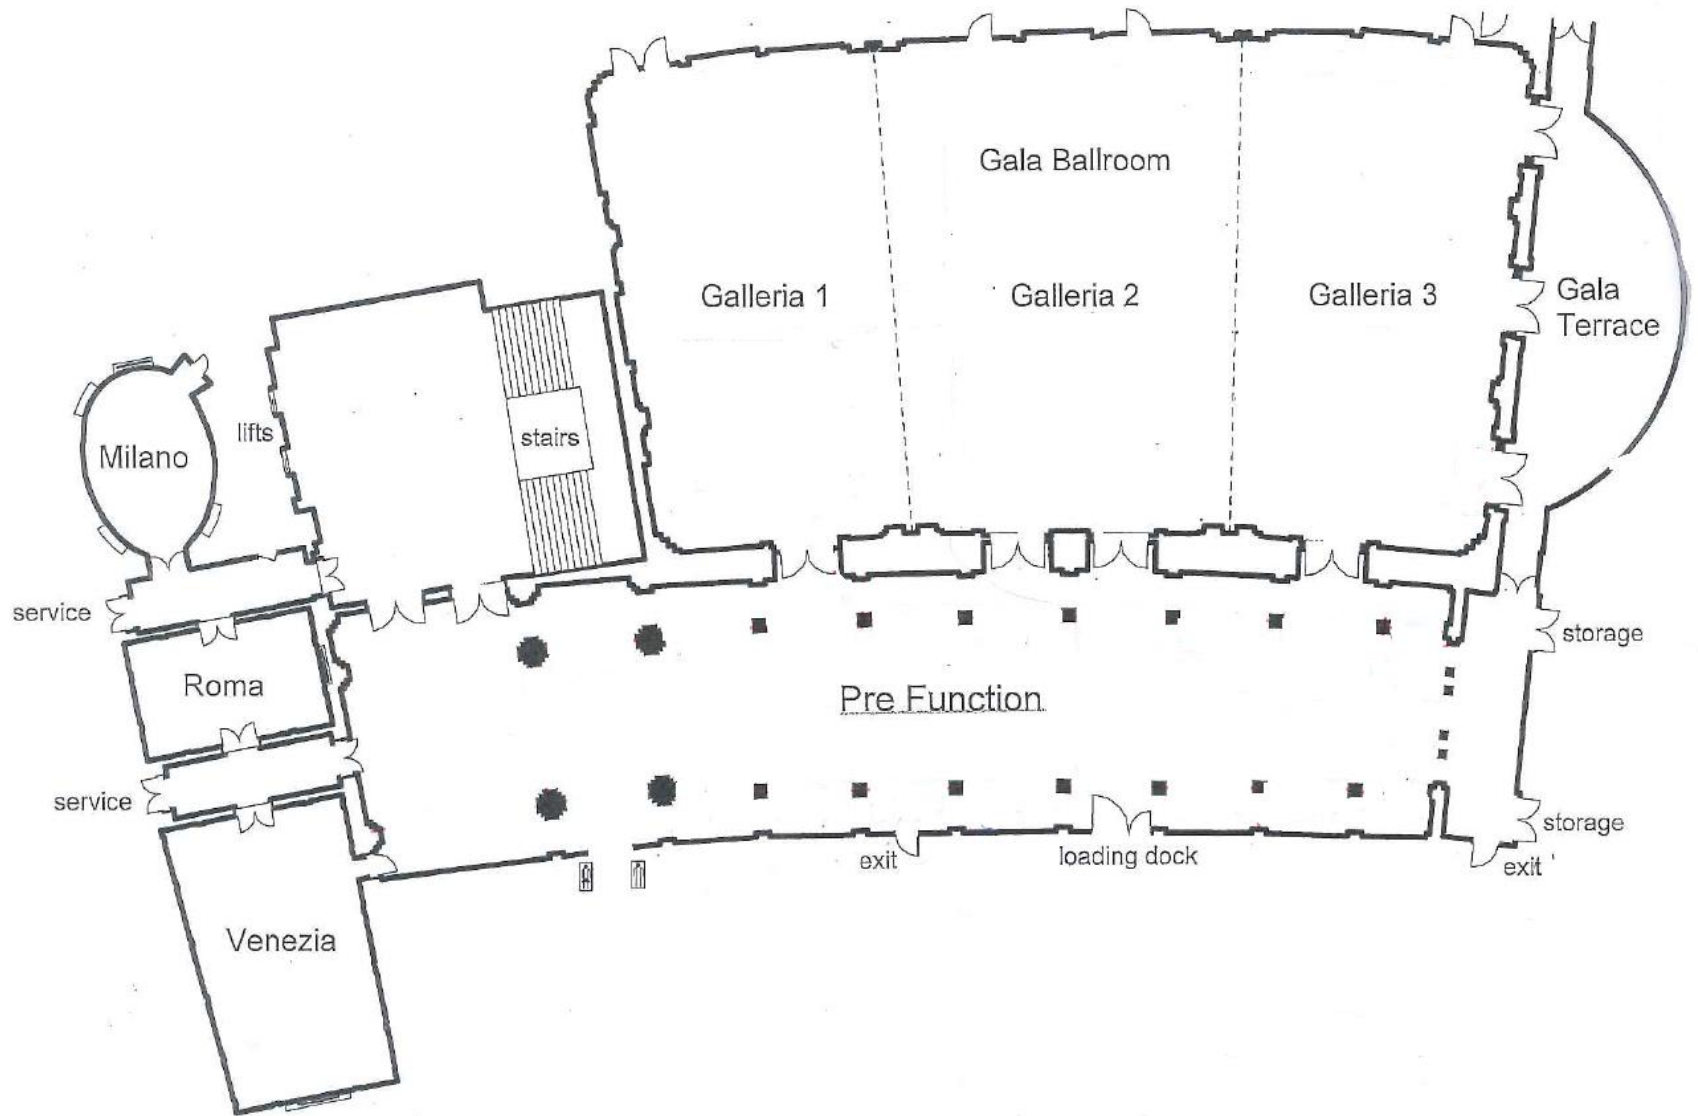 Gala Ballroom
Galleria 1
Galleria 2
Galleria 3
Gala
Terrace
lifts
stairs
Milano
service
storage
Roma
Pre Function
service
storage
exit
loading dock
exit
Venezia